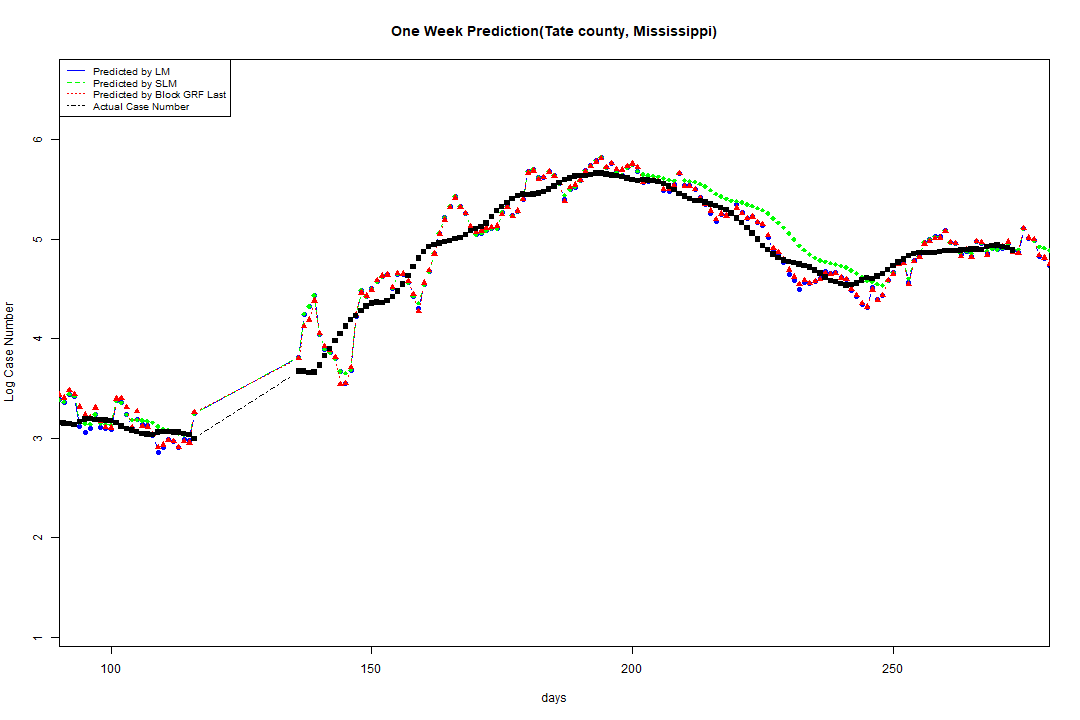 One Week Prediction(Tate county, Mississippi)
Predicted by LM
Predicted by SLM
Predicted by Block GRF Last
Actual Case Number
6
5
4
3
2
1
Log Case Number
100 150 200 250
days